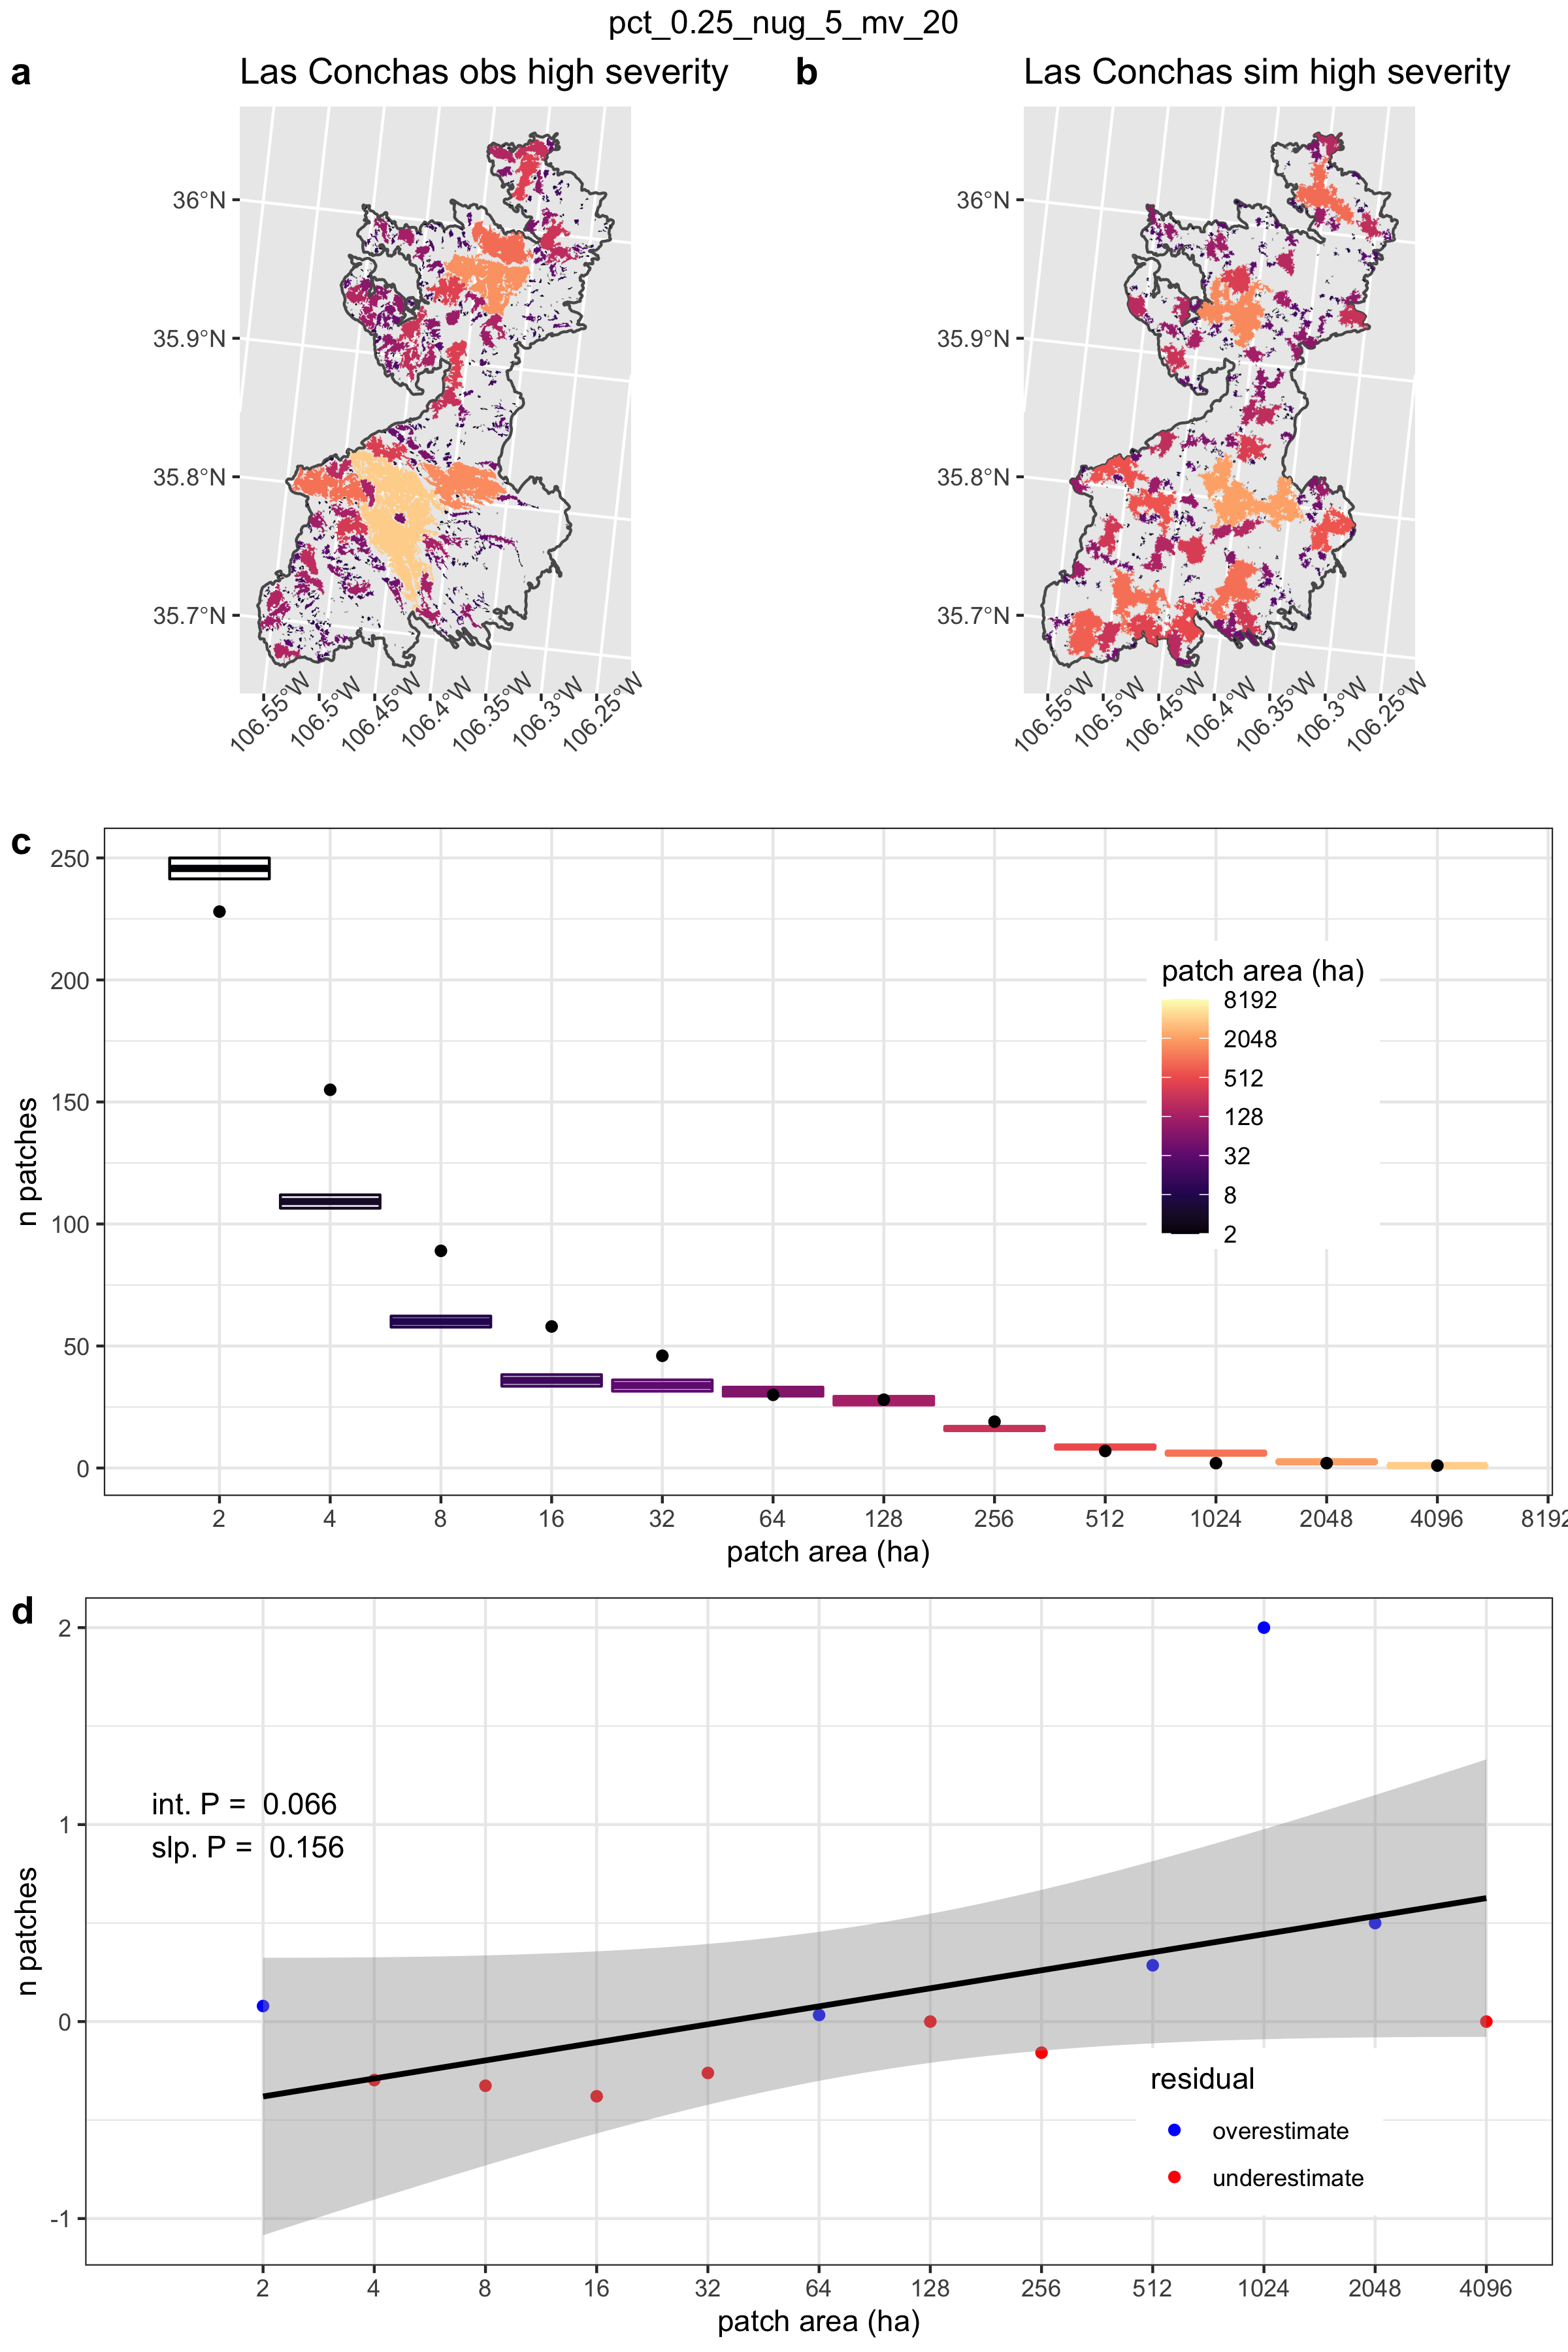 pct_0.25_nug_5_mv_20
a
Las Conchas obs high severity
36°N
35.9°N
35.8°N
35.7°N
106.55°W
106.5°W
106.45°W
106.4°W
106.35°W
106.3°W
106.25°W
b
Las Conchas sim high severity
36°N
35.9°N
35.8°N
35.7°N
106.55°W
106.5°W
106.45°W
106.4°W
106.35°W
106.3°W
106.25°W
c
n patches
250
200
150
100
50
0
patch area (ha)
8192
2048
512
128
32
8
2
2 4 8 16 32 64 128 256 512 1024 2048 4096 8192
patch area (ha)
d
n patches
2
1
0
-1
int. P = 0.066
slp. P = 0.156
residual
overestimate
underestimate
2 4 8 16 32 64 128 256 512 1024 2048 4096
patch area (ha)